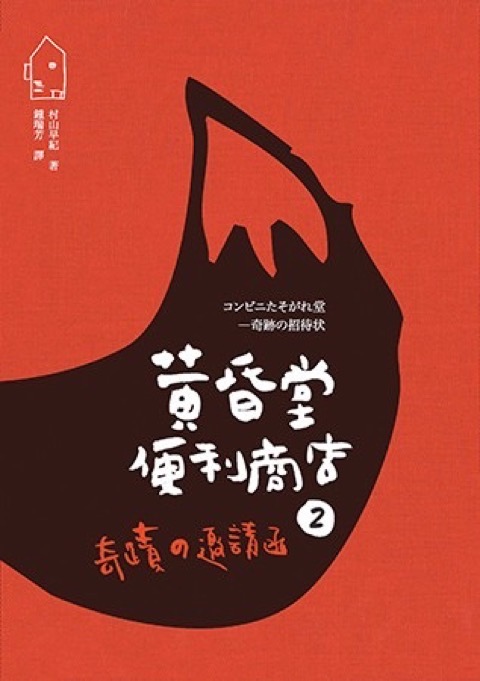 村山早紀 著
鐘瑞芳 譯
コンビニたそがれ堂
—奇跡の招待状
黃昏堂
便利商店
2
奇蹟の邀請函